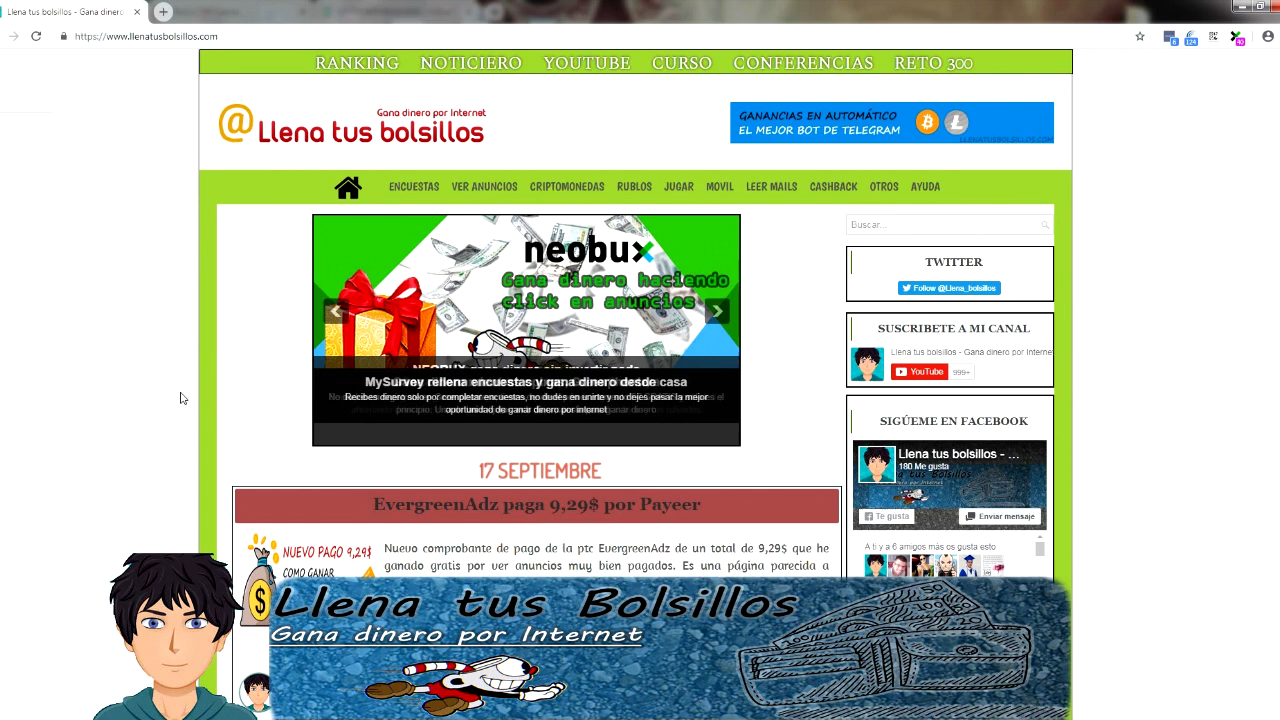 Llena tus bolsillos - Gana dinero
https://www.llenatusbolsillos.com
6
124
40
RANKING NOTICIERO YOUTUBE CURSO CONFERENCIAS RETO 300
Gana dinero por Internet
@Llena tus bolsillos
GANANCIAS EN AUTOMÁTICO
EL MEJOR BOT DE TELEGRAM
LLENATUSBOLSILLOS.COM
ENCUESTAS VER ANUNCIOS CRIPTOMONEDAS RUBLOS JUGAR MOVIL LEER MAILS CASHBACK OTROS AYUDA
neobux
Gana dinero haciendo
click en anuncios
MySurvey rellena encuestas y gana dinero desde casa
Recibes dinero solo por completar encuestas, no dudes en unirte y no dejes pasar la mejor
oportunidad de ganar dinero por internet
Buscar...
TWITTER
Follow @Llena_bolsillos
SUSCRIBETE A MI CANAL
Llena tus bolsillos - Gana dinero por Internet
YouTube 999+
SIGÚEME EN FACEBOOK
Llena tus bolsillos - ...
180 Me gusta
Te gusta
Enviar mensaje
A ti y a 6 amigos más os gusta esto
17 SEPTIEMBRE
EvergreenAdz paga 9,29$ por Payeer
NUEVO PAGO 9,29$
COMO GANAR
$
Nuevo comprobante de pago de la ptr EvergreenAdz de un total de 9,29$ que he
ganado gratis por ver anuncios muy bien pagados. Es una página parecida a
Llena tus Bolsillos
Gana dinero por Internet